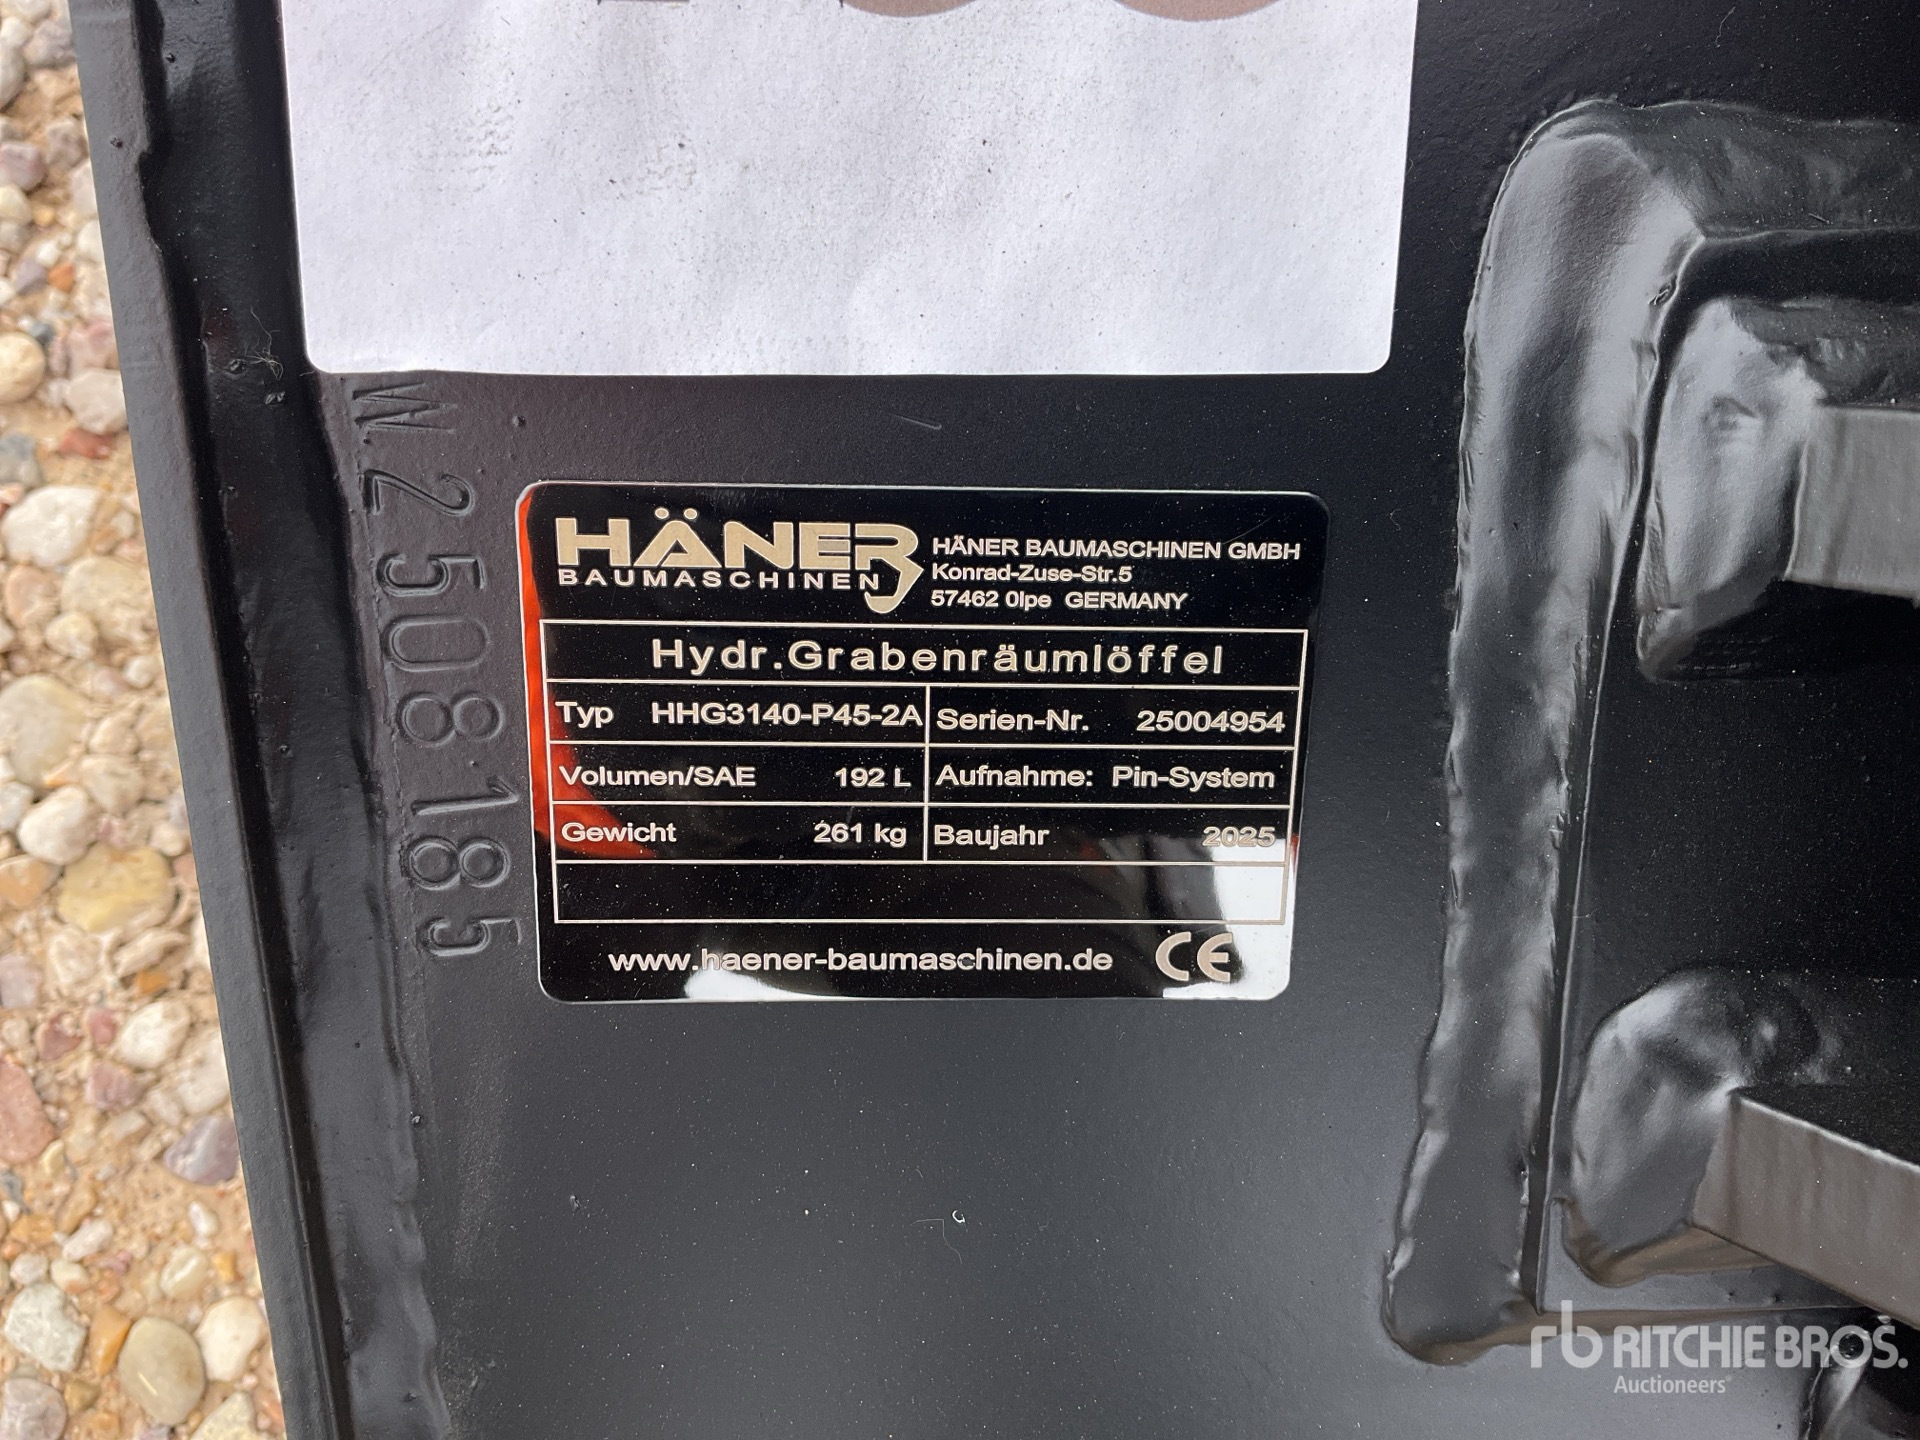 W.2508185
HÄNER
BAUMASCHINEN
HÄNER BAUMASCHINEN GMBH
Konrad-Zuse-Str.5
57462 Olpe GERMANY
Hydr.Grabenräumlöffel
Typ HHG3140-P45-2A Serien-Nr. 25004954
Volumen/SAE 192 L Aufnahme: Pin-System
Gewicht 261 kg Baujahr 2025
www.haener-baumaschinen.de CE
rb RITCHIE BROS.
Auctioneers